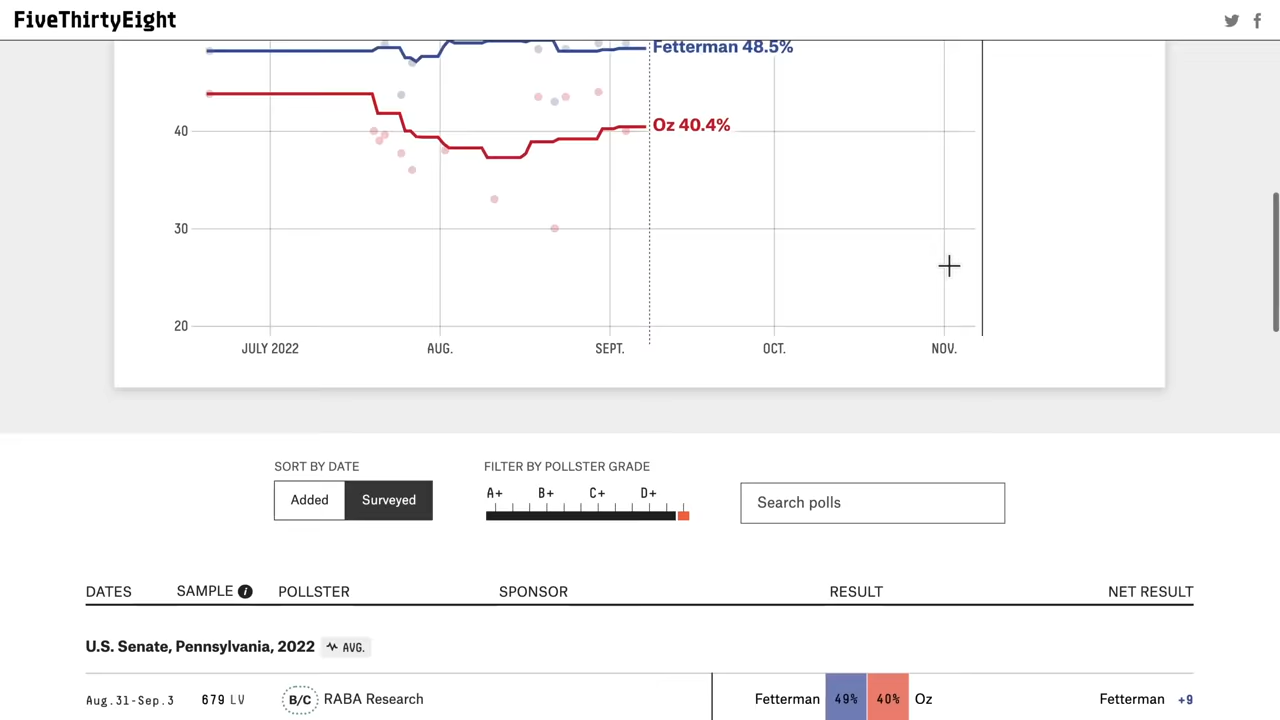 FiveThirtyEight
Fetterman 48.5%
Oz 40.4%
40
30
20
JULY 2022 AUG. SEPT. OCT. NOV.
SORT BY DATE FILTER BY POLLSTER GRADE
A+ B+ C+ D+
Added Surveyed Search polls
DATES SAMPLE i POLLSTER SPONSOR RESULT NET RESULT
U.S. Senate, Pennsylvania, 2022 AVG.
Aug.31-Sep.3 679 LV B/C RABA Research Fetterman 49% 40% Oz Fetterman +9